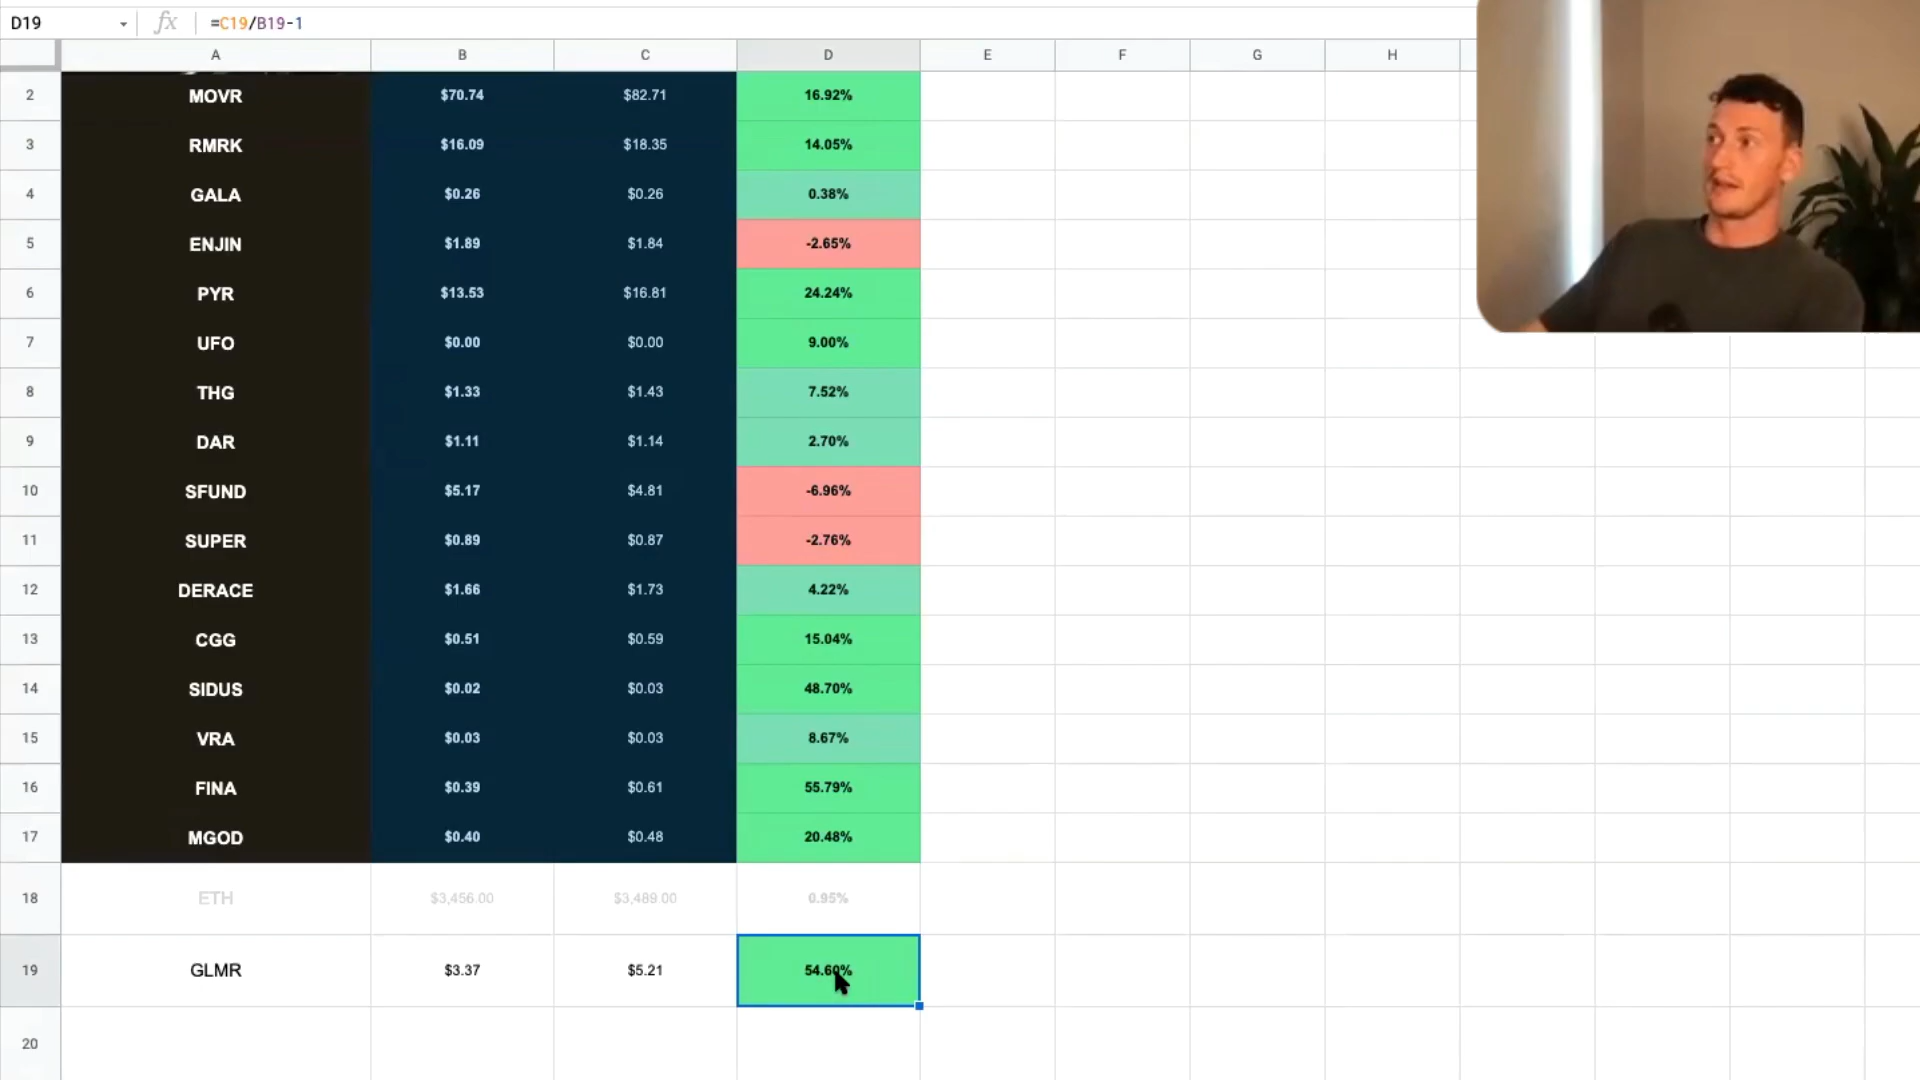 D19 fx =C19/B19-1
A B C D E F G H
2 MOVR $70.74 $82.71 16.92%
3 RMRK $16.09 $18.35 14.05%
4 GALA $0.26 $0.26 0.38%
5 ENJIN $1.89 $1.84 -2.65%
6 PYR $13.53 $16.81 24.24%
7 UFO $0.00 $0.00 9.00%
8 THG $1.33 $1.43 7.52%
9 DAR $1.11 $1.14 2.70%
10 SFUND $5.17 $4.81 -6.96%
11 SUPER $0.89 $0.87 -2.76%
12 DERACE $1.66 $1.73 4.22%
13 CGG $0.51 $0.59 15.04%
14 SIDUS $0.02 $0.03 48.70%
15 VRA $0.03 $0.03 8.67%
16 FINA $0.39 $0.61 55.79%
17 MGOD $0.40 $0.48 20.48%
18 ETH $3,456.00 $3,489.00 0.95%
19 GLMR $3.37 $5.21 54.60%
20